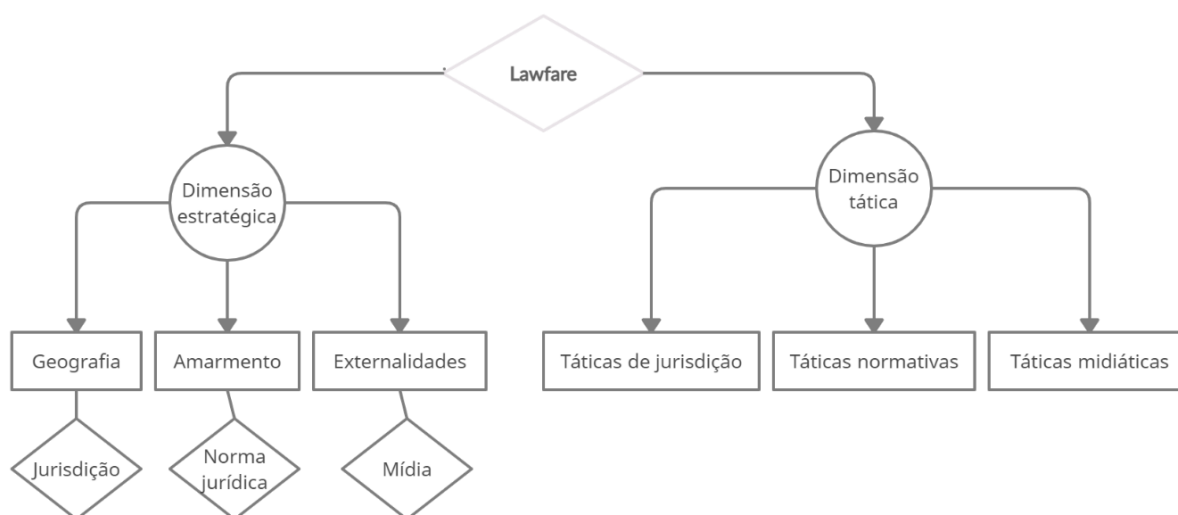 Lawfare
Dimensão
estratégica
Dimensão
tática
Geografia
Amarmento
Externalidades
Táticas de jurisdição
Táticas normativas
Táticas midiáticas
Jurisdição
Norma
jurídica
Mídia